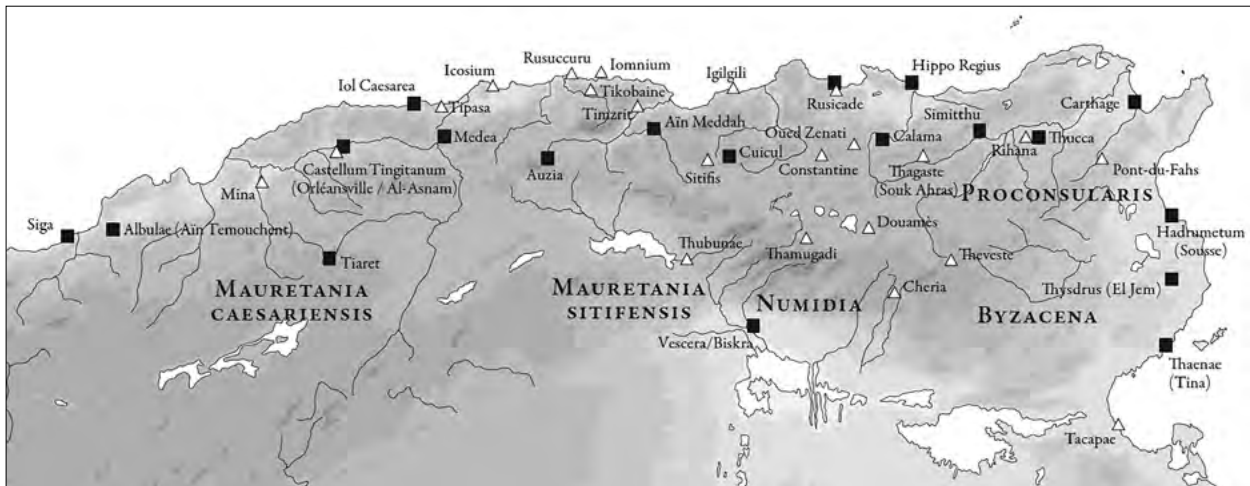 Rusuccuru
Iomnium
Icosium
Igilgili
Hippo Regius
Iol Caesarea
Tipasa
Tikobaine
Timzrit
Rusicade
Simitthu
Carthage
Medea
Aïn Meddah
Oued Zenati
Calama
Rihana
Thucca
Castellum Tingitanum
(Orléansville / Al-Asnam)
Auzia
Sitifis
Cuicul
Constantine
Thagaste
(Souk Ahras)
Pont-du-Fahs
Mina
PROCONSULARIS
Siga
Albulae (Aïn Temouchent)
Douamès
Hadrumetum
(Sousse)
Tiaret
Thubunae
Thamugadi
Theveste
MAURETANIA
CAESARIENSIS
MAURETANIA
SITIFENSIS
NUMIDIA
Cheria
Thysdrus (El Jem)
BYZACENA
Vescera/Biskra
Thaenae
(Tina)
Tacapae